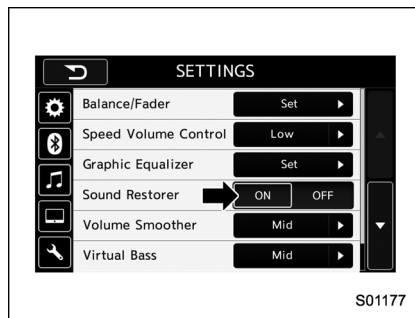 SETTINGS
Balance/Fader Set
Speed Volume Control Low
Graphic Equalizer Set
Sound Restorer ON OFF
Volume Smoother Mid
Virtual Bass Mid
S01177